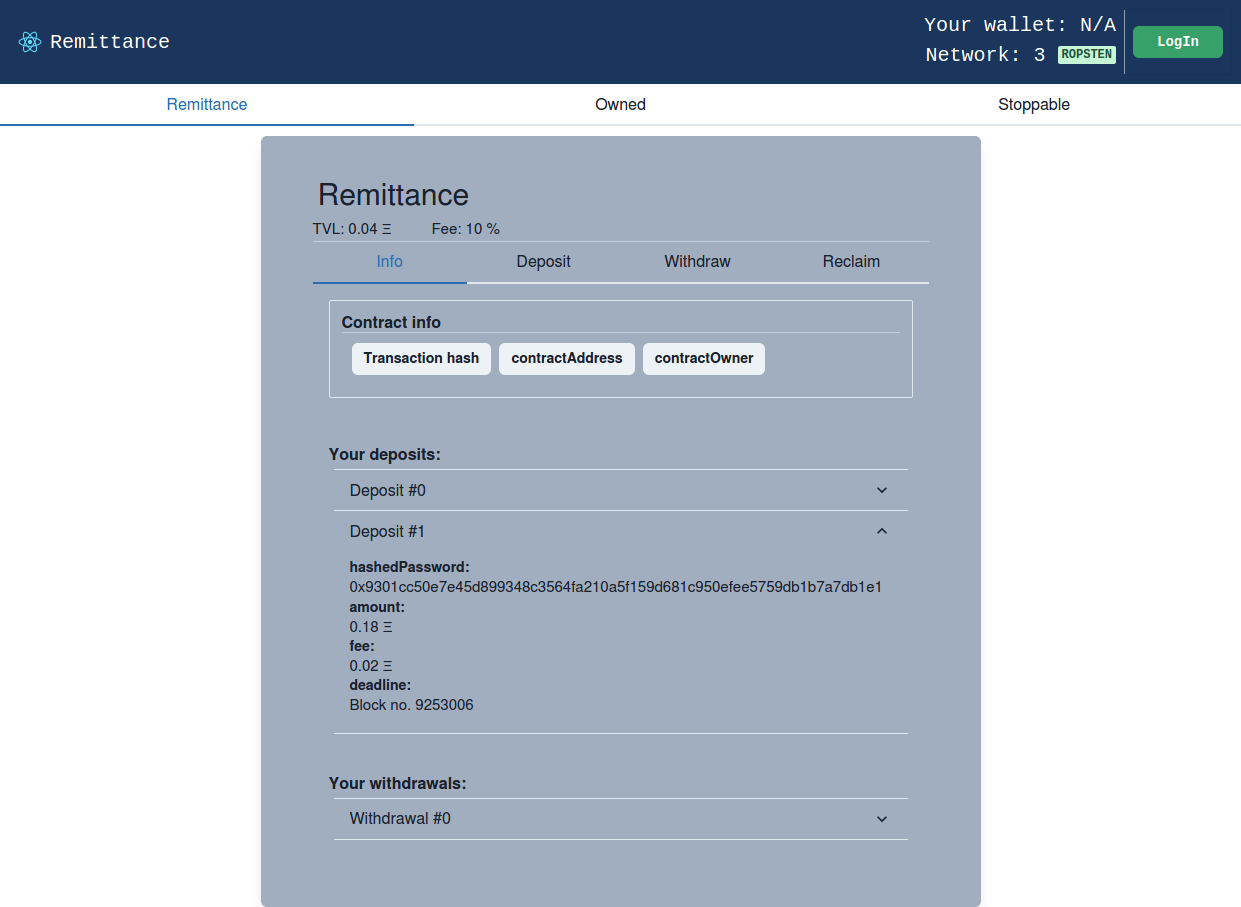 Remittance
Your wallet: N/A
Network: 3 ROPSTEN
LogIn
Remittance
Owned
Stoppable
Remittance
TVL: 0.04 Ξ Fee: 10 %
Info
Deposit
Withdraw
Reclaim
Contract info
Transaction hash
contractAddress
contractOwner
Your deposits:
Deposit #0
Deposit #1
hashedPassword:
0x9301cc50e7e45d899348c3564fa210a5f159d681c950efee5759db1b7a7db1e1
amount:
0.18 Ξ
fee:
0.02 Ξ
deadline:
Block no. 9253006
Your withdrawals:
Withdrawal #0